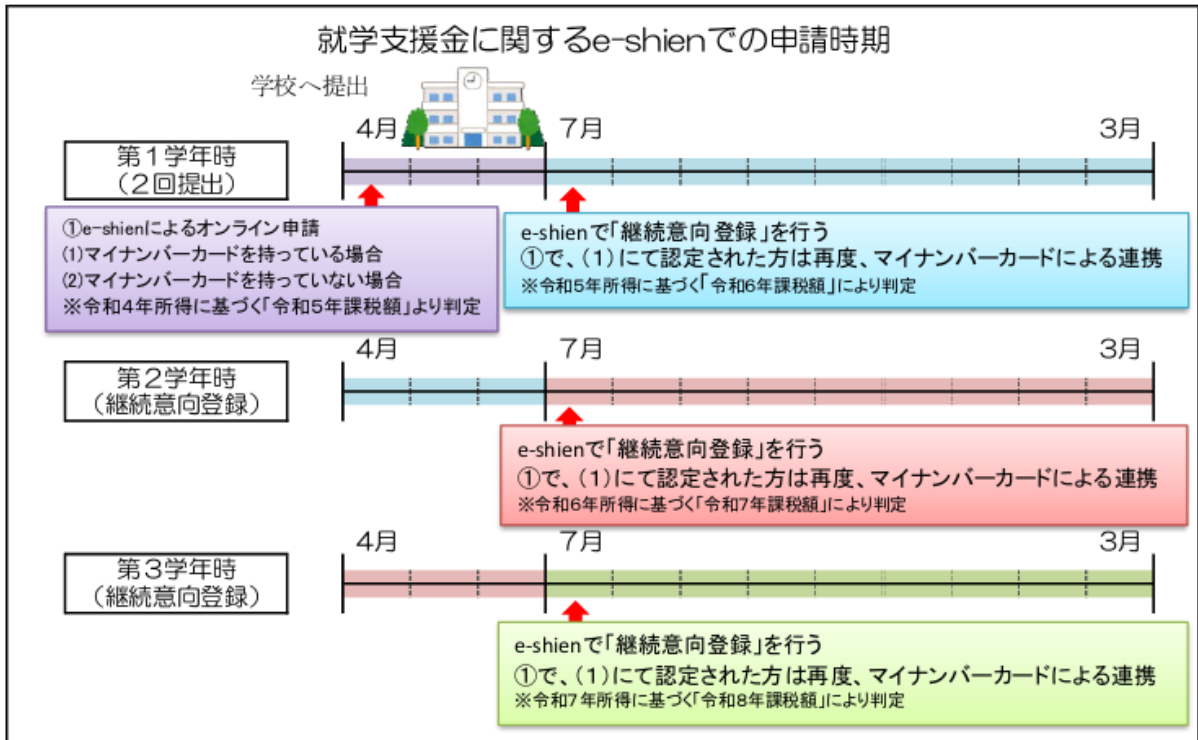 就学支援金に関するe-shienでの申請時期
学校へ提出
4月
7月
3月
第１学年時
（２回提出）
①e-shienによるオンライン申請
(1)マイナンバーカードを持っている場合
(2)マイナンバーカードを持っていない場合
※令和4年所得に基づく「令和5年課税額」より判定
e-shienで「継続意向登録」を行う
①で、（1）にて認定された方は再度、マイナンバーカードによる連携
※令和5年所得に基づく「令和6年課税額」により判定
4月
7月
3月
第２学年時
（継続意向登録）
e-shienで「継続意向登録」を行う
①で、（1）にて認定された方は再度、マイナンバーカードによる連携
※令和6年所得に基づく「令和7年課税額」により判定
4月
7月
3月
第３学年時
（継続意向登録）
e-shienで「継続意向登録」を行う
①で、（1）にて認定された方は再度、マイナンバーカードによる連携
※令和7年所得に基づく「令和8年課税額」により判定